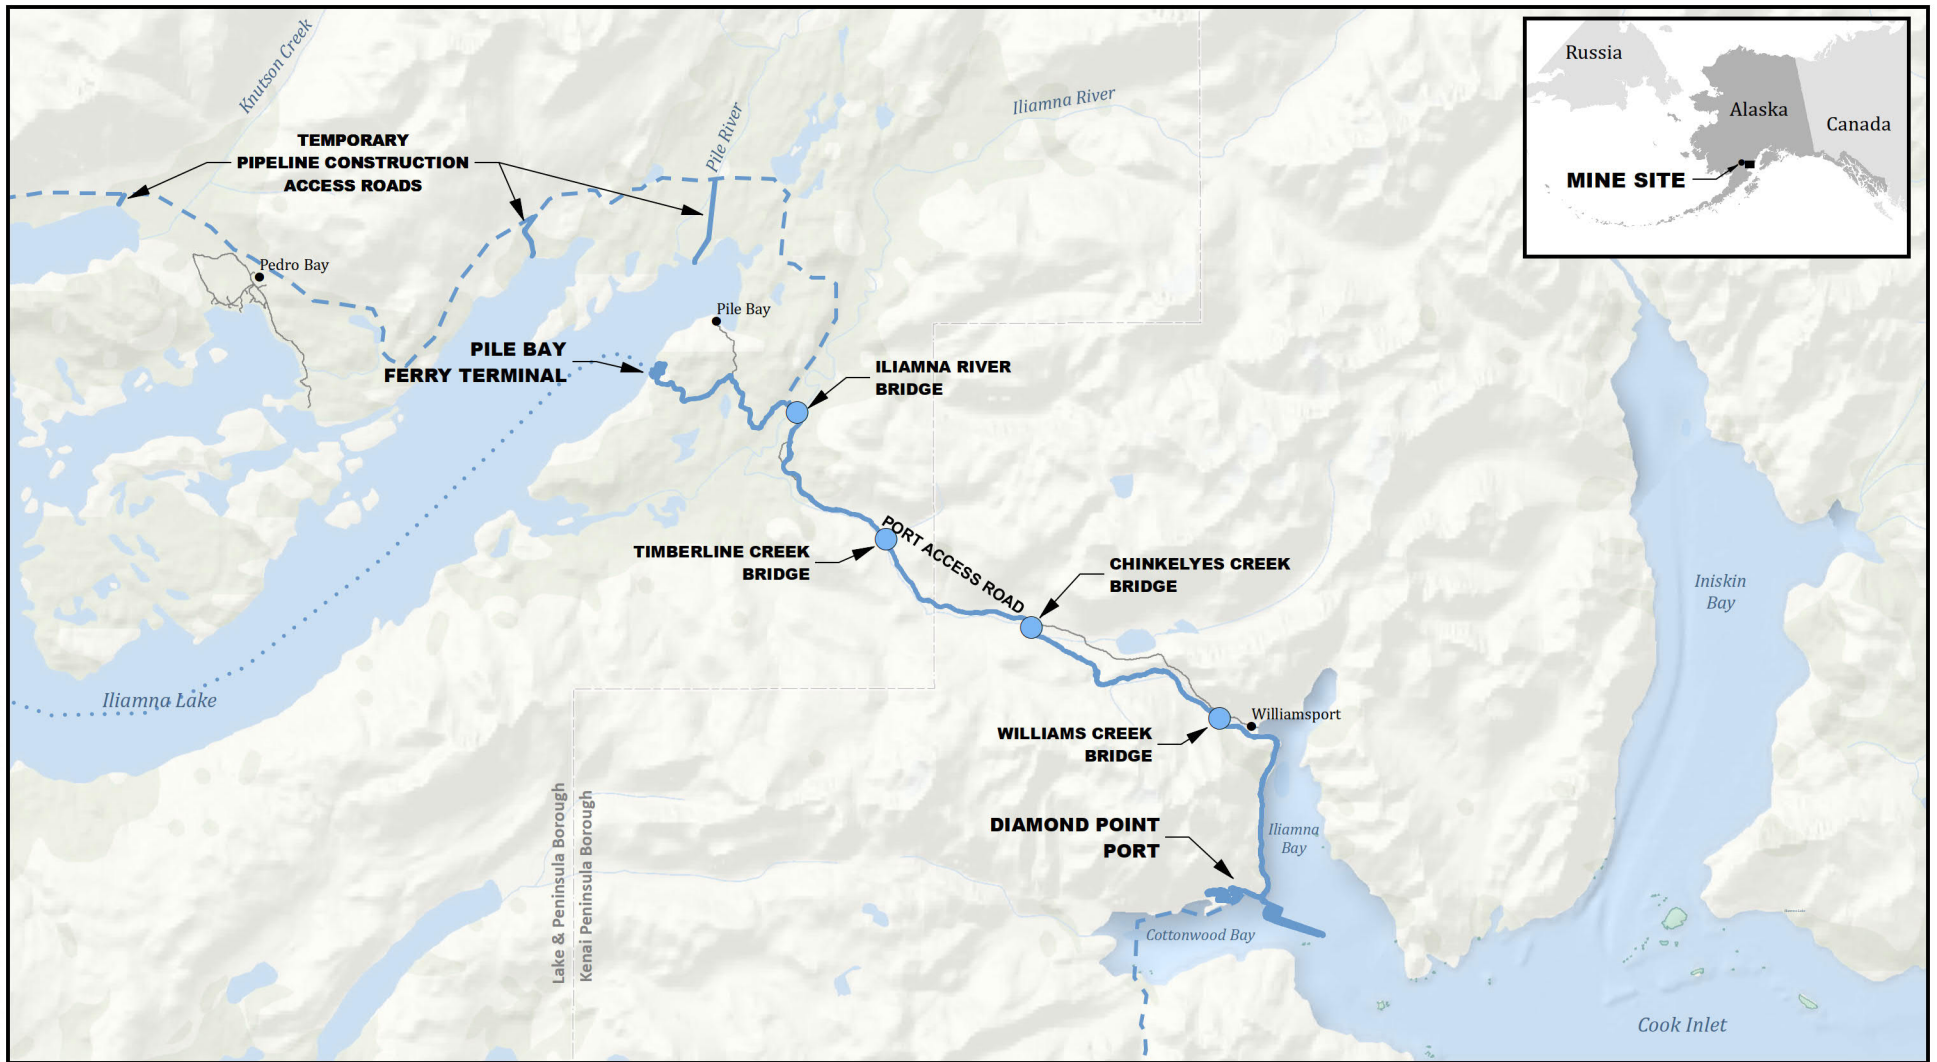 Knutson Creek
TEMPORARY
PIPELINE CONSTRUCTION
ACCESS ROADS
Pile River
Iliamna River
Russia
Alaska
Canada
MINE SITE
Pedro Bay
Pile Bay
PILE BAY
FERRY TERMINAL
ILIAMNA RIVER
BRIDGE
PORT ACCESS ROAD
TIMBERLINE CREEK
BRIDGE
CHINKELYES CREEK
BRIDGE
Iniskin
Bay
Iliamna Lake
Williamsport
WILLIAMS CREEK
BRIDGE
Lake & Peninsula Borough
Kenai Peninsula Borough
DIAMOND POINT
PORT
Iliamna
Bay
Cottonwood Bay
Cook Inlet